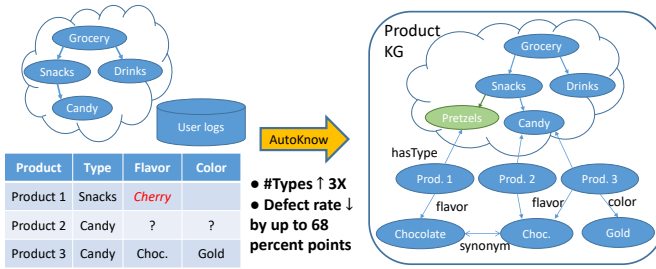 Grocery
Snacks
Drinks
Candy
User logs
Product Type Flavor Color
Product 1 Snacks Cherry
Product 2 Candy ? ?
Product 3 Candy Choc. Gold
AutoKnow
● #Types ↑ 3X
● Defect rate ↓
by up to 68
percent points
Product
KG
Grocery
Snacks
Drinks
Pretzels
Candy
hasType
Prod. 1
Prod. 2
Prod. 3
flavor
flavor
color
Chocolate
synonym
Choc.
Gold